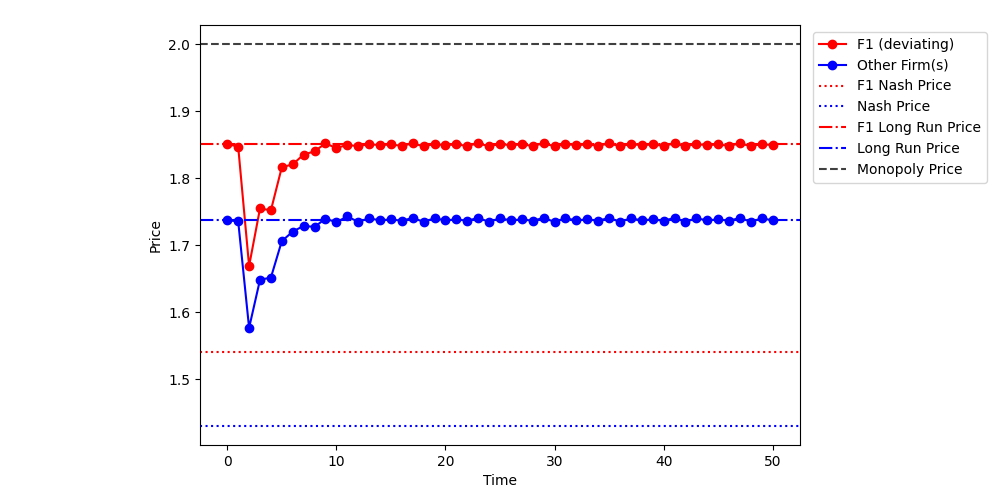 2.0
1.9
1.8
1.7
1.6
1.5
Price
0 10 20 30 40 50
Time
F1 (deviating)
Other Firm(s)
F1 Nash Price
Nash Price
F1 Long Run Price
Long Run Price
Monopoly Price